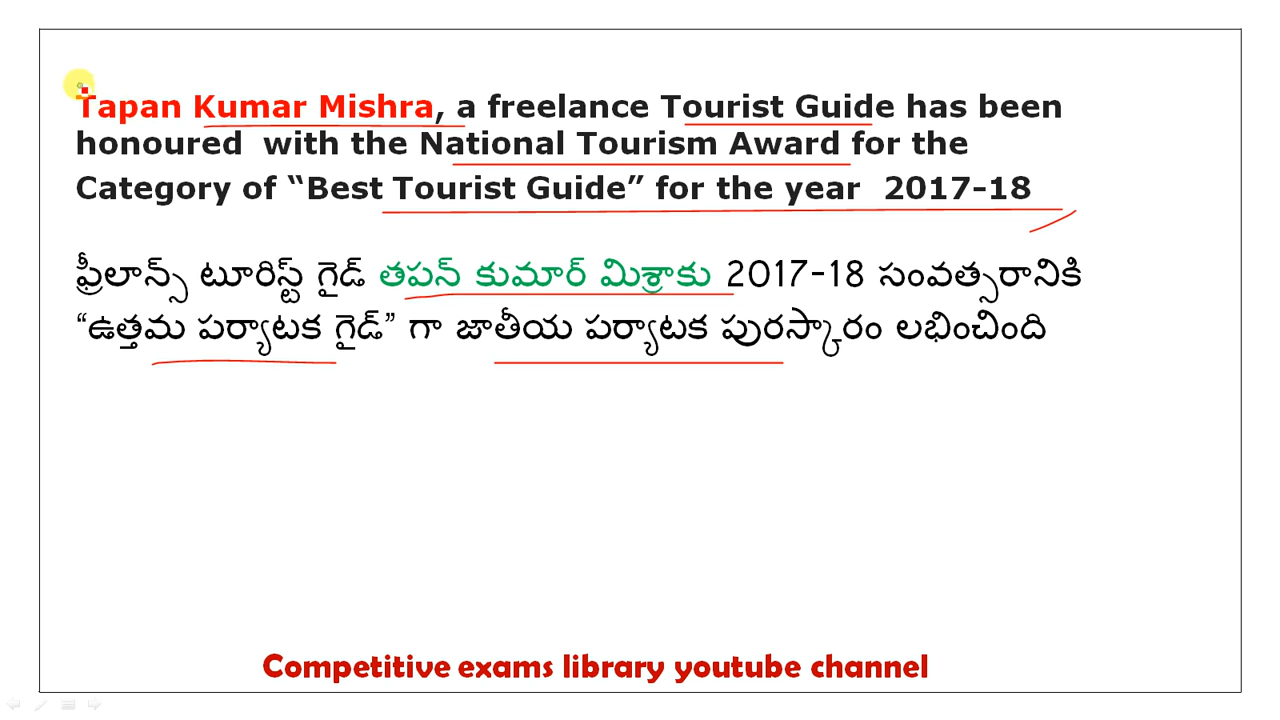 Tapan Kumar Mishra, a freelance Tourist Guide has been
honoured with the National Tourism Award for the
Category of “Best Tourist Guide” for the year 2017-18
ఫ్రీలాన్స్ టూరిస్ట్ గైడ్ తపన్ కుమార్ మిశ్రాకు 2017-18 సంవత్సరానికి
“ఉత్తమ పర్యాటక గైడ్” గా జాతీయ పర్యాటక పురస్కారం లభించింది
Competitive exams library youtube channel